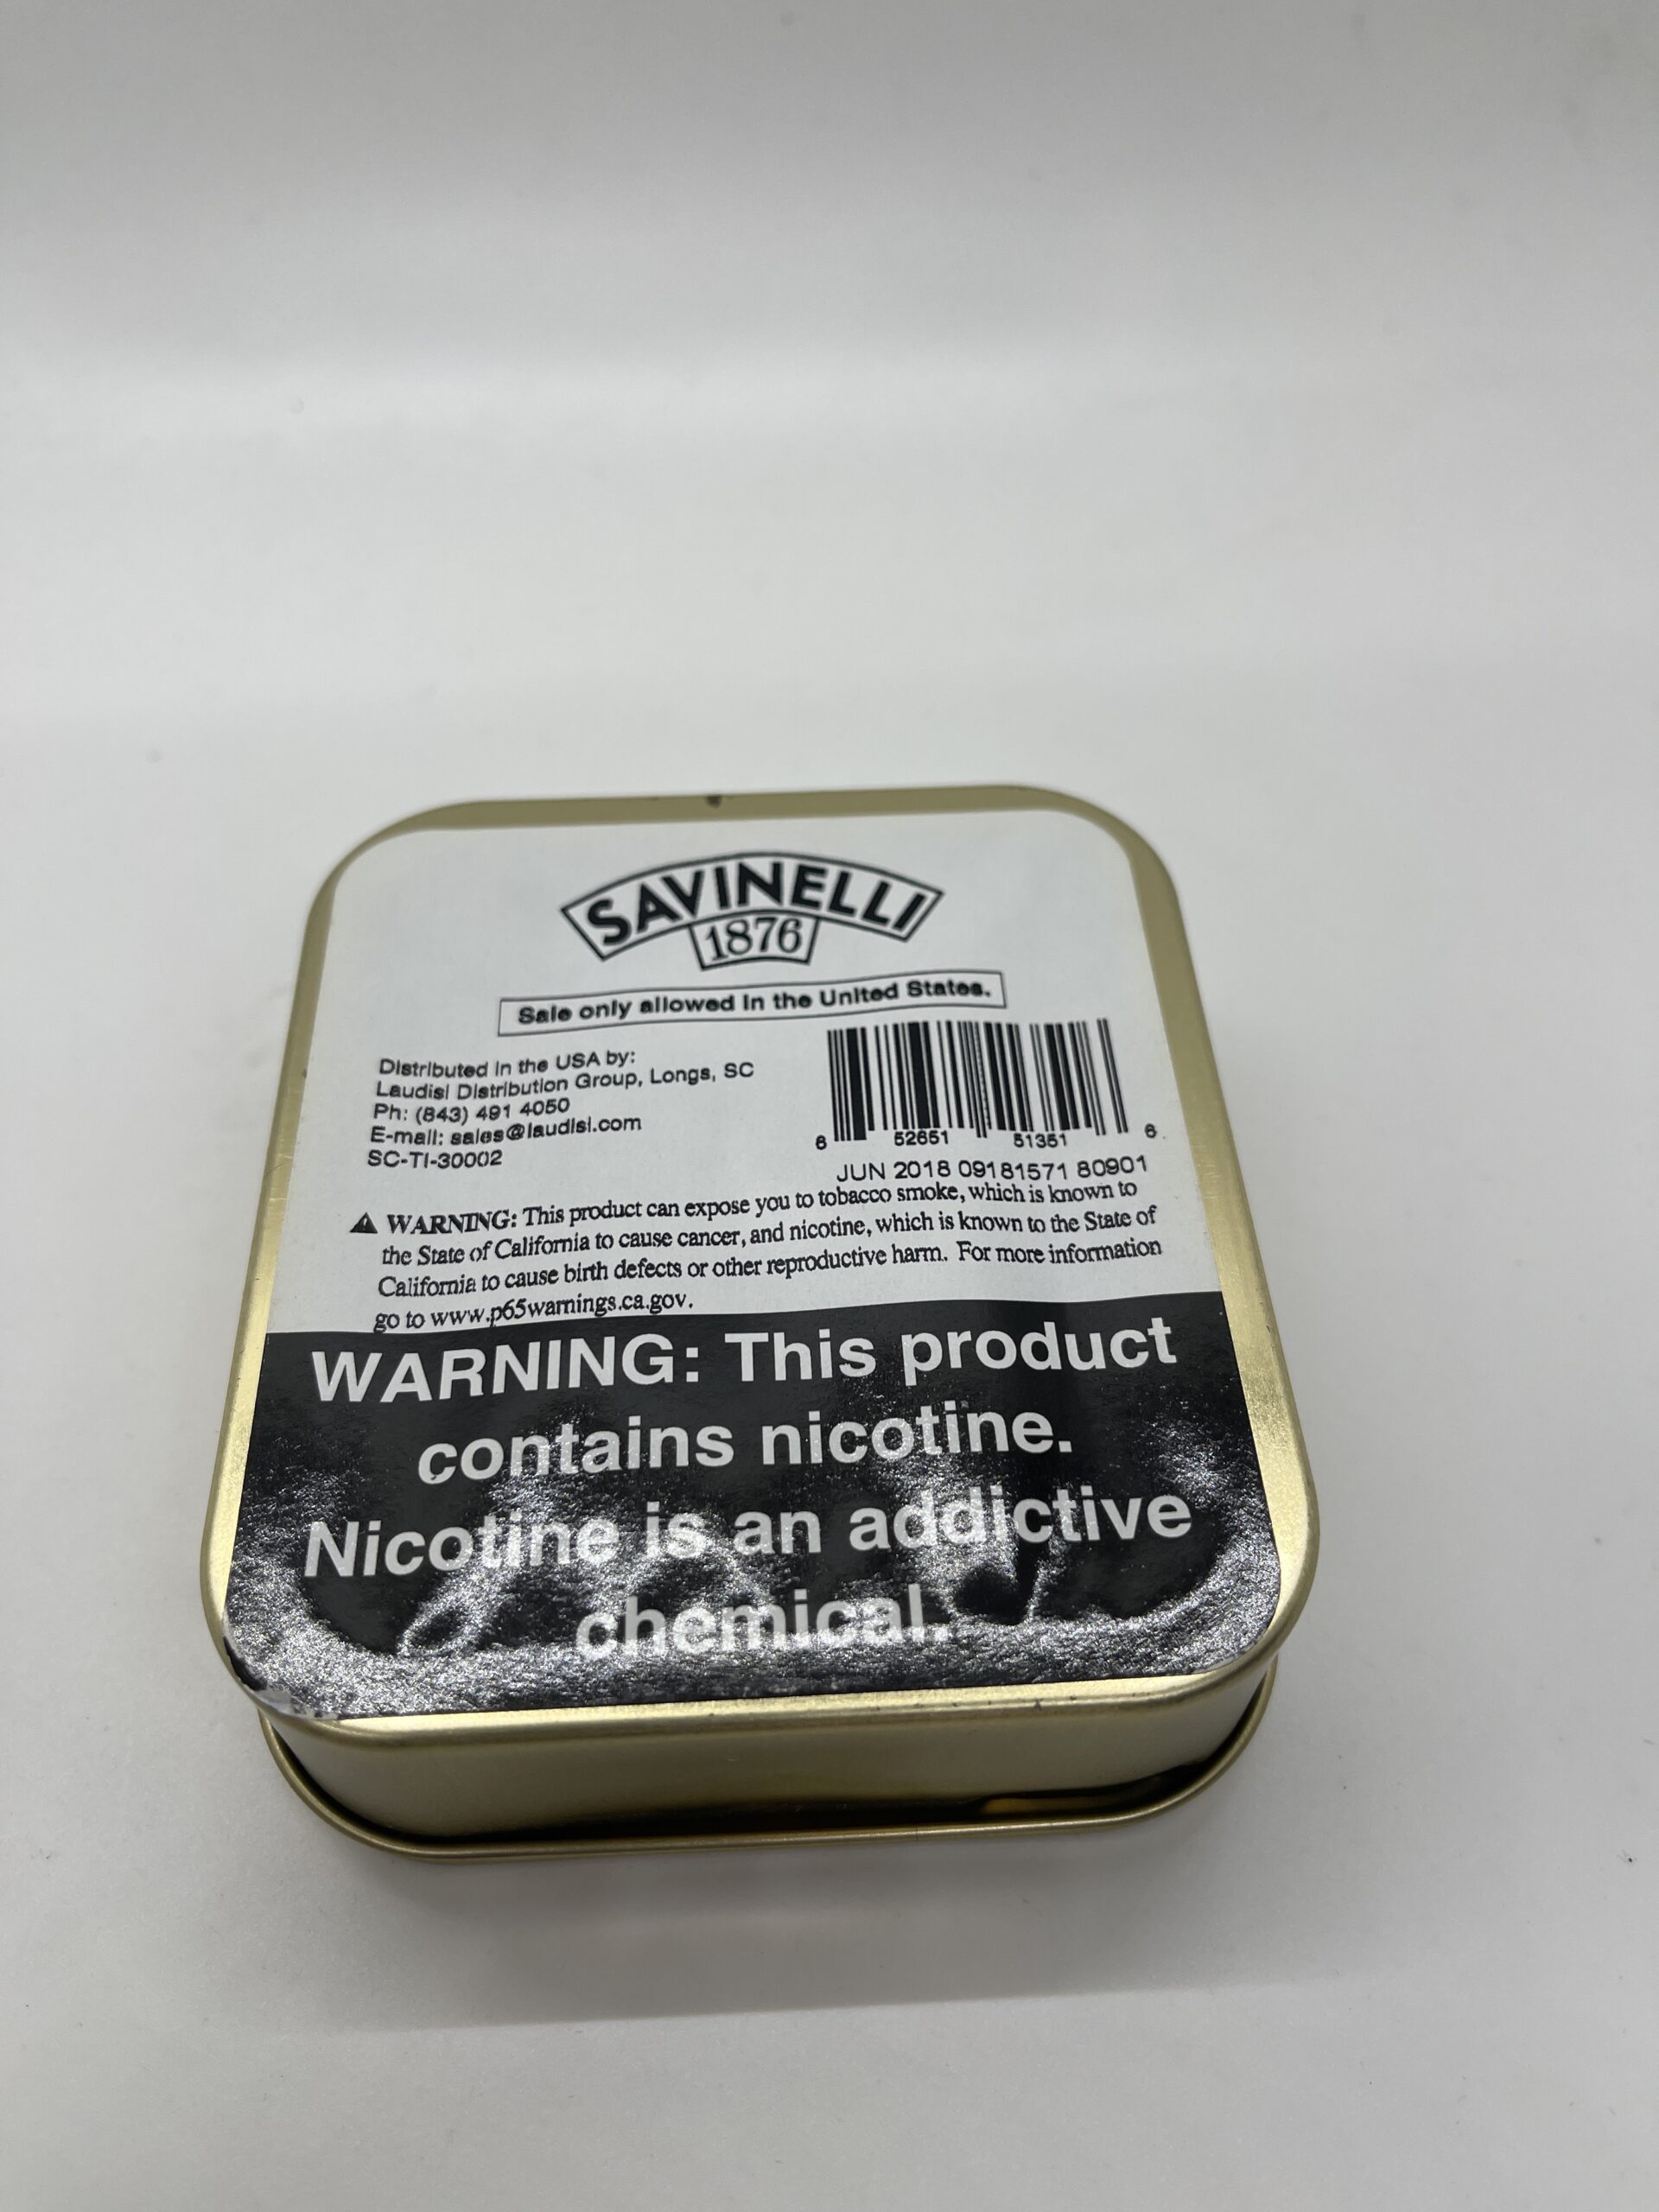 SAVINELLI
1876
Sale only allowed in the United States.
Distributed in the USA by:
Laudisi Distribution Group, Longs, SC
Ph: (843) 491 4050
E-mail: sales@laudisi.com
SC-TI-30002
6 52651 51351 6
JUN 2018 09181571 80901
WARNING: This product can expose you to tobacco smoke, which is known to
the State of California to cause cancer, and nicotine, which is known to the State of
California to cause birth defects or other reproductive harm. For more information
go to www.p65warnings.ca.gov.
WARNING: This product
contains nicotine.
Nicotine is an addictive
chemical.